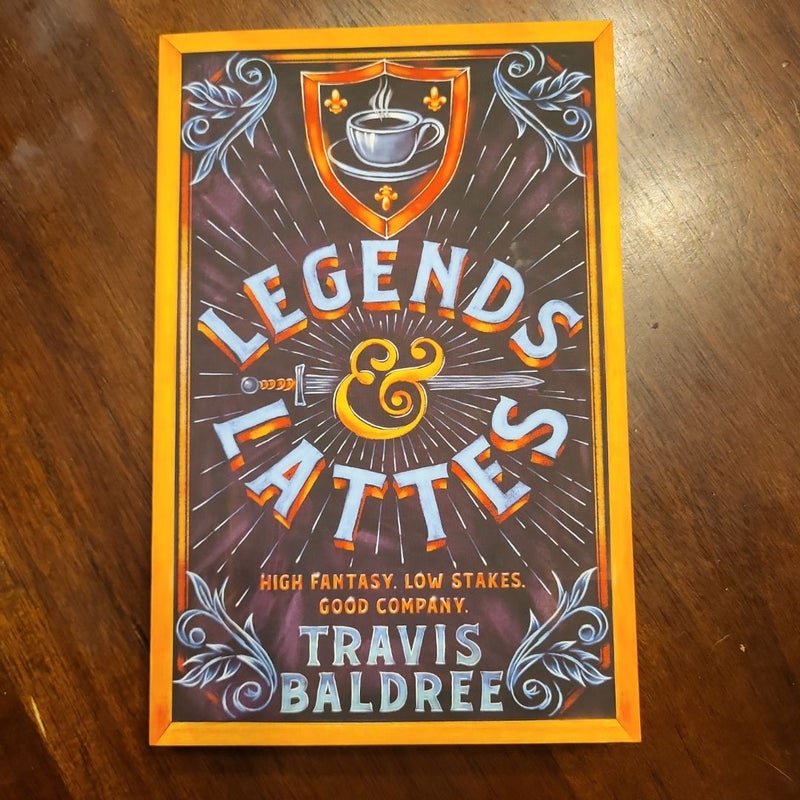 LEGENDS
&
LATTES
HIGH FANTASY. LOW STAKES.
GOOD COMPANY.
TRAVIS
BALDREE